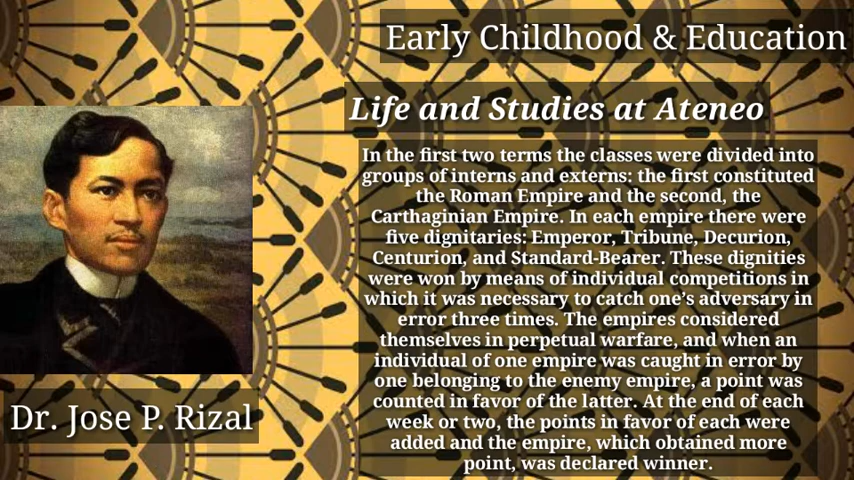 Early Childhood & Education
Life and Studies at Ateneo
In the first two terms the classes were divided into
groups of interns and externs: the first constituted
the Roman Empire and the second, the
Carthaginian Empire. In each empire there were
five dignitaries: Emperor, Tribune, Decurion,
Centurion, and Standard-Bearer. These dignities
were won by means of individual competitions in
which it was necessary to catch one’s adversary in
error three times. The empires considered
themselves in perpetual warfare, and when an
individual of one empire was caught in error by
one belonging to the enemy empire, a point was
counted in favor of the latter. At the end of each
week or two, the points in favor of each were
added and the empire, which obtained more
point, was declared winner.
Dr. Jose P. Rizal